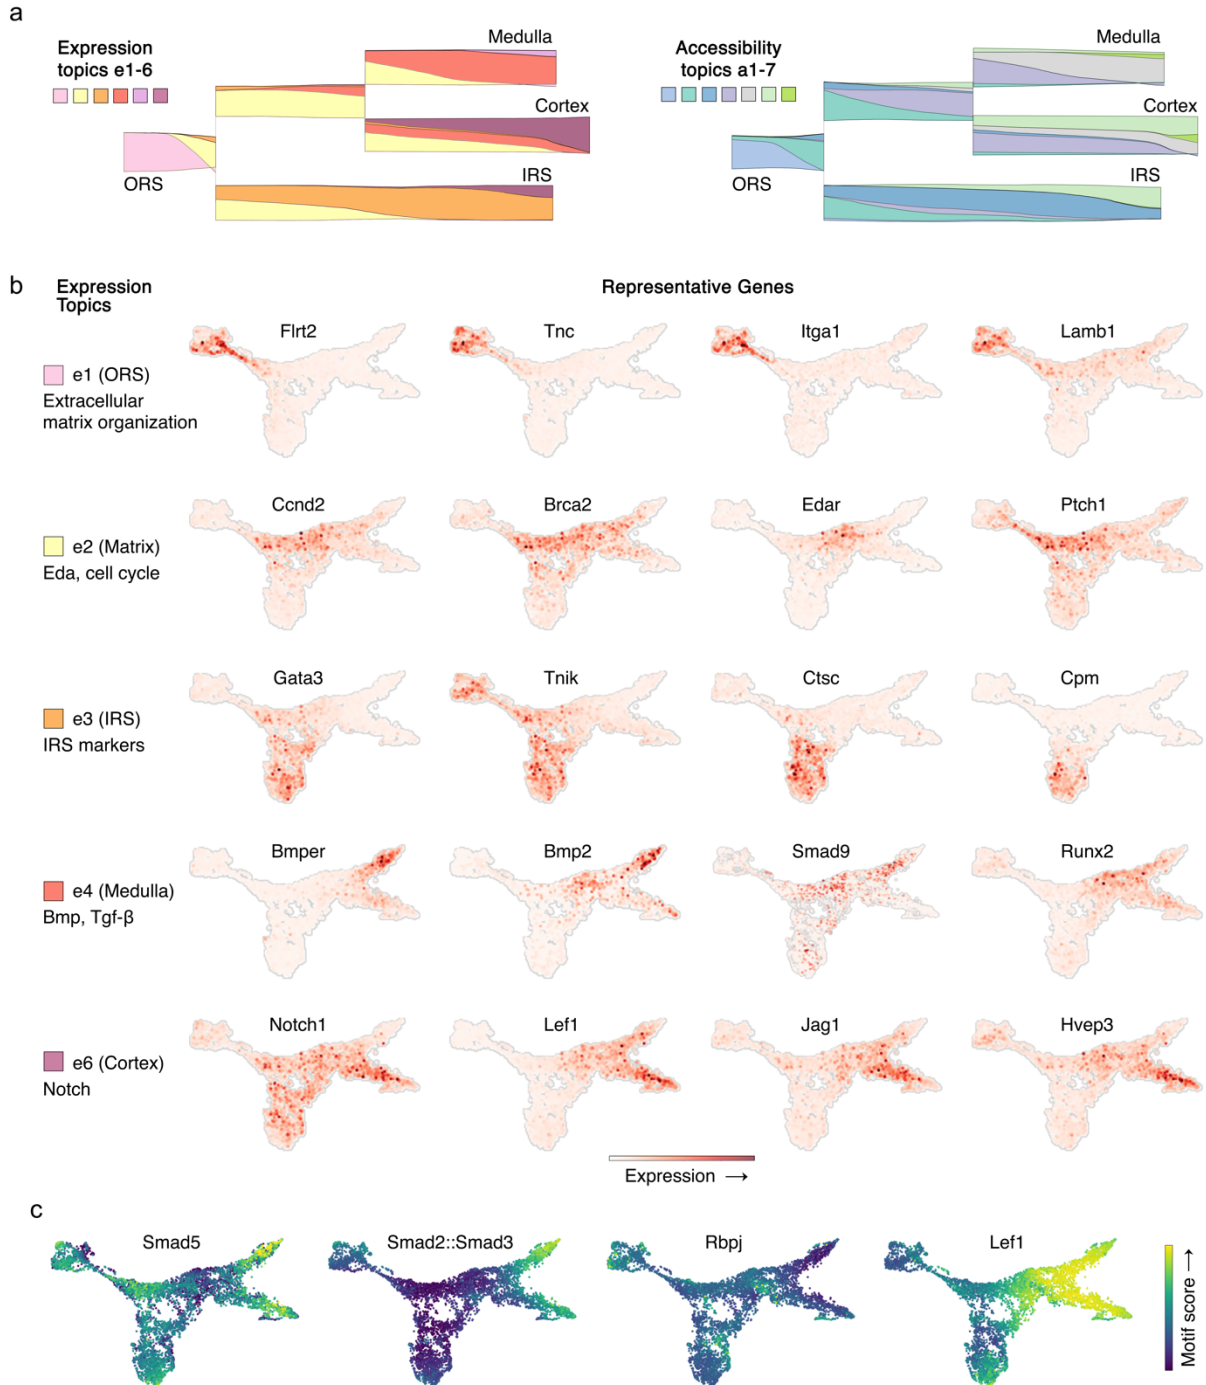 a
Expression
topics e1-6
Medulla
Cortex
ORS
IRS
Accessibility
topics a1-7
Medulla
Cortex
ORS
IRS
b
Expression
Topics
Representative Genes
Flrt2 Tnc Itga1 Lamb1
e1 (ORS)
Extracellular
matrix organization
Ccnd2 Brca2 Edar Ptch1
e2 (Matrix)
Eda, cell cycle
Gata3 Tnik Ctsc Cpm
e3 (IRS)
IRS markers
Bmper Bmp2 Smad9 Runx2
e4 (Medulla)
Bmp, Tgf-β
Notch1 Lef1 Jag1 Hvep3
e6 (Cortex)
Notch
Expression →
c
Smad5 Smad2::Smad3 Rbpj Lef1
Motif score →